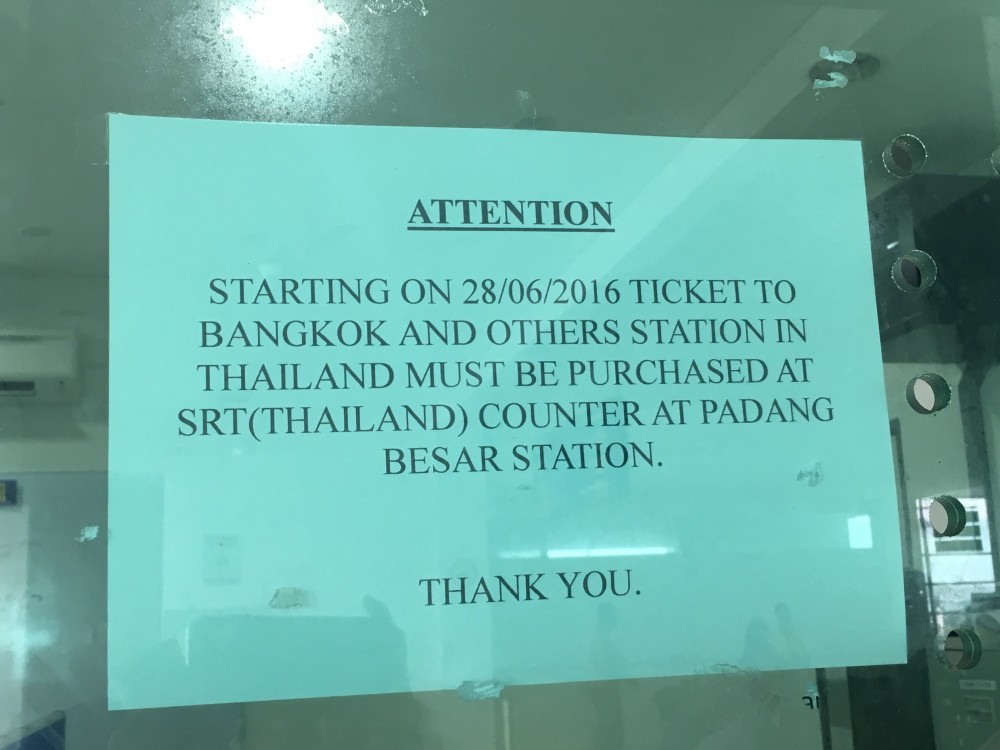 ATTENTION
STARTING ON 28/06/2016 TICKET TO
BANGKOK AND OTHERS STATION IN
THAILAND MUST BE PURCHASED AT
SRT(THAILAND) COUNTER AT PADANG
BESAR STATION.
THANK YOU.